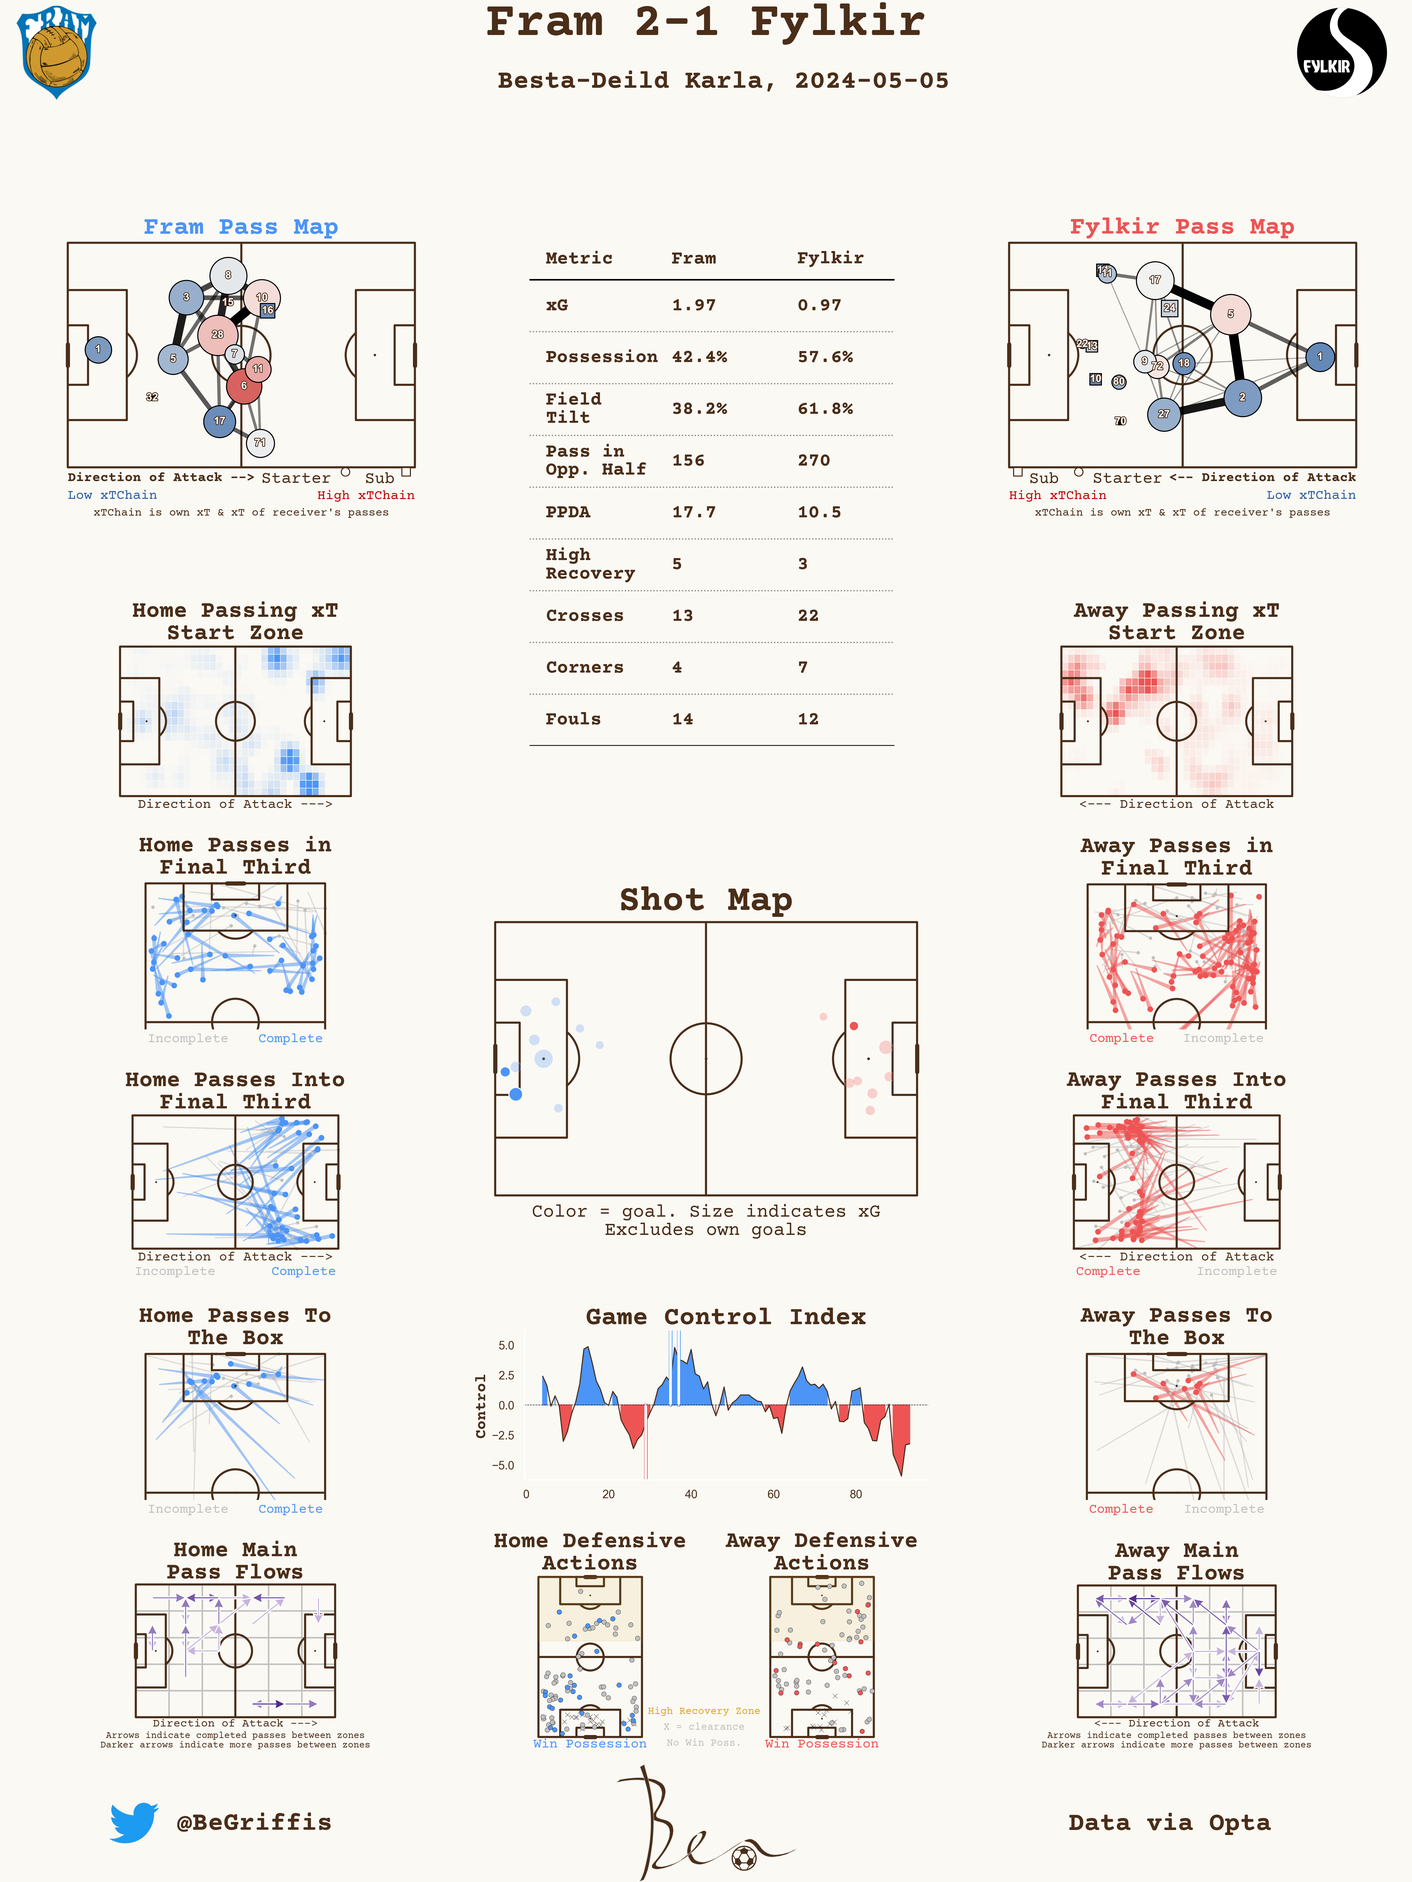 FRAM
Fram 2-1 Fylkir
Besta-Deild Karla, 2024-05-05
FYLKIR
Fram Pass Map
8
3
10
15
16
28
1
7
5
11
6
32
17
71
Direction of Attack --> Starter Sub
Low xTChain High xTChain
xTChain is own xT & xT of receiver's passes
Metric Fram Fylkir
xG 1.97 0.97
Possession 42.4% 57.6%
Field
Tilt 38.2% 61.8%
Pass in
Opp. Half 156 270
PPDA 17.7 10.5
High
Recovery 5 3
Crosses 13 22
Corners 4 7
Fouls 14 12
Fylkir Pass Map
11
17
24
5
22
13
9
72
18
1
10
80
2
27
70
Sub Starter <-- Direction of Attack
High xTChain Low xTChain
xTChain is own xT & xT of receiver's passes
Home Passing xT
Start Zone
Direction of Attack --->
Away Passing xT
Start Zone
<--- Direction of Attack
Home Passes in
Final Third
Incomplete Complete
Away Passes in
Final Third
Complete Incomplete
Shot Map
Color = goal. Size indicates xG
Excludes own goals
Home Passes Into
Final Third
Direction of Attack --->
Incomplete Complete
Away Passes Into
Final Third
<--- Direction of Attack
Complete Incomplete
Home Passes To
The Box
Incomplete Complete
Game Control Index
Control
5.0
2.5
0.0
−2.5
−5.0
0 20 40 60 80
Away Passes To
The Box
Complete Incomplete
Home Main
Pass Flows
Direction of Attack --->
Arrows indicate completed passes between zones
Darker arrows indicate more passes between zones
Home Defensive
Actions
Win Possession
Away Defensive
Actions
Win Possession
High Recovery Zone
X = clearance
No Win Poss.
Away Main
Pass Flows
<--- Direction of Attack
Arrows indicate completed passes between zones
Darker arrows indicate more passes between zones
@BeGriffis
Ben
Data via Opta